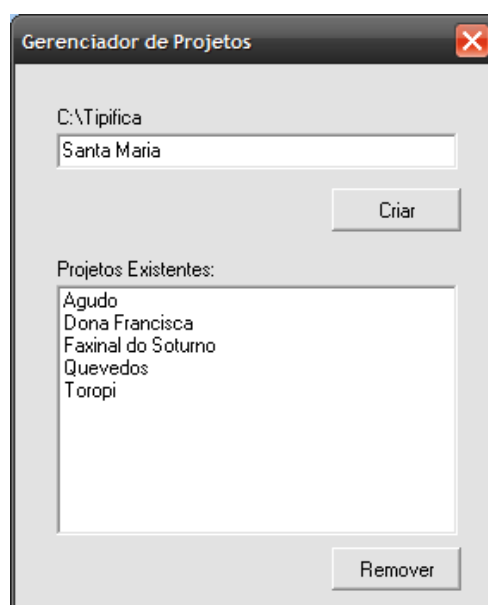 Gerenciador de Projetos
C:\Tipifica
Santa Maria
Criar
Projetos Existentes:
Agudo
Dona Francisca
Faxinal do Soturno
Quevedos
Toropi
Remover